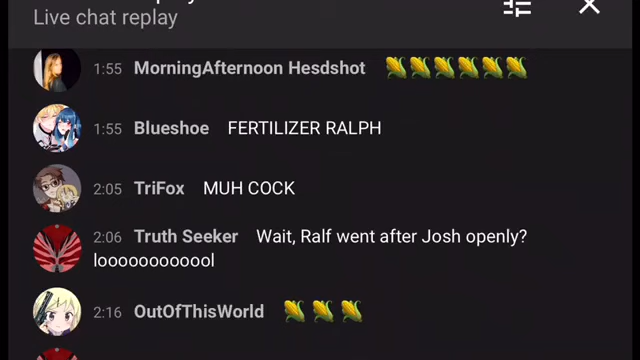 Live chat replay
1:55 MorningAfternoon Hesdshot 🌽🌽🌽🌽🌽🌽
1:55 Blueshoe FERTILIZER RALPH
2:05 TriFox MUH COCK
2:06 Truth Seeker Wait, Ralf went after Josh openly?
loooooooooool
2:16 OutOfThisWorld 🌽🌽🌽